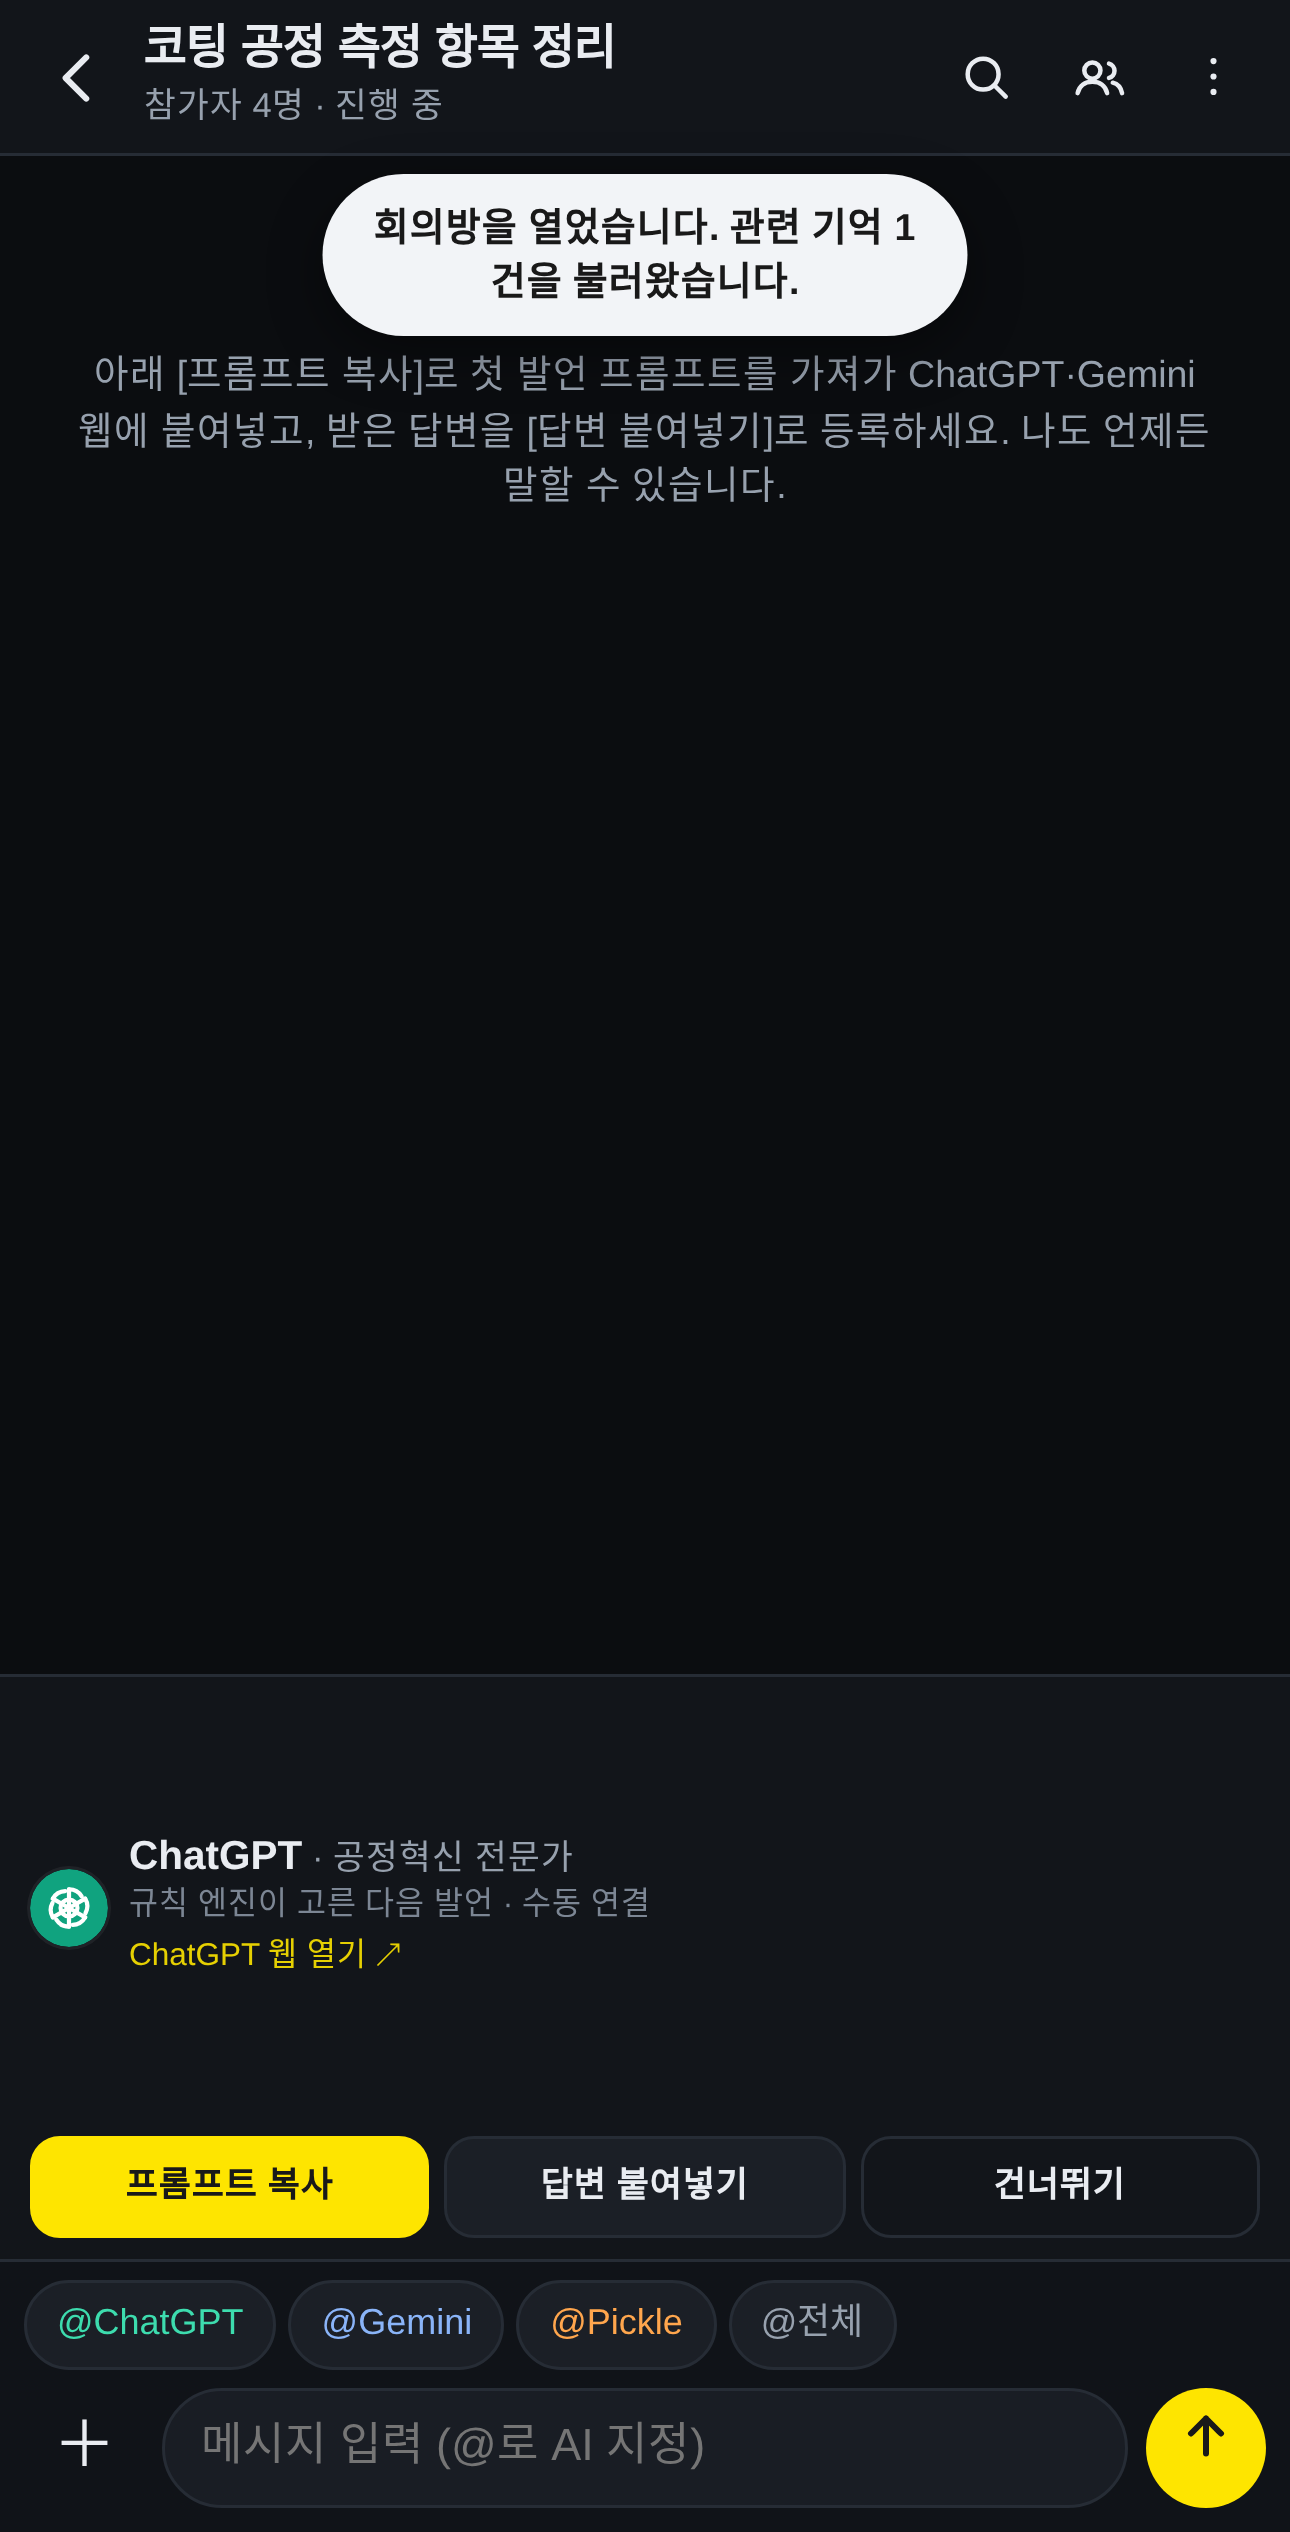 코팅 공정 측정 항목 정리
참가자 4명 · 진행 중
회의방을 열었습니다. 관련 기억 1
건을 불러왔습니다.
아래 [프롬프트 복사]로 첫 발언 프롬프트를 가져가 ChatGPT·Gemini
웹에 붙여넣고, 받은 답변을 [답변 붙여넣기]로 등록하세요. 나도 언제든
말할 수 있습니다.
ChatGPT · 공정혁신 전문가
규칙 엔진이 고른 다음 발언 · 수동 연결
ChatGPT 웹 열기 ↗
프롬프트 복사
답변 붙여넣기
건너뛰기
@ChatGPT
@Gemini
@Pickle
@전체
메시지 입력 (@로 AI 지정)